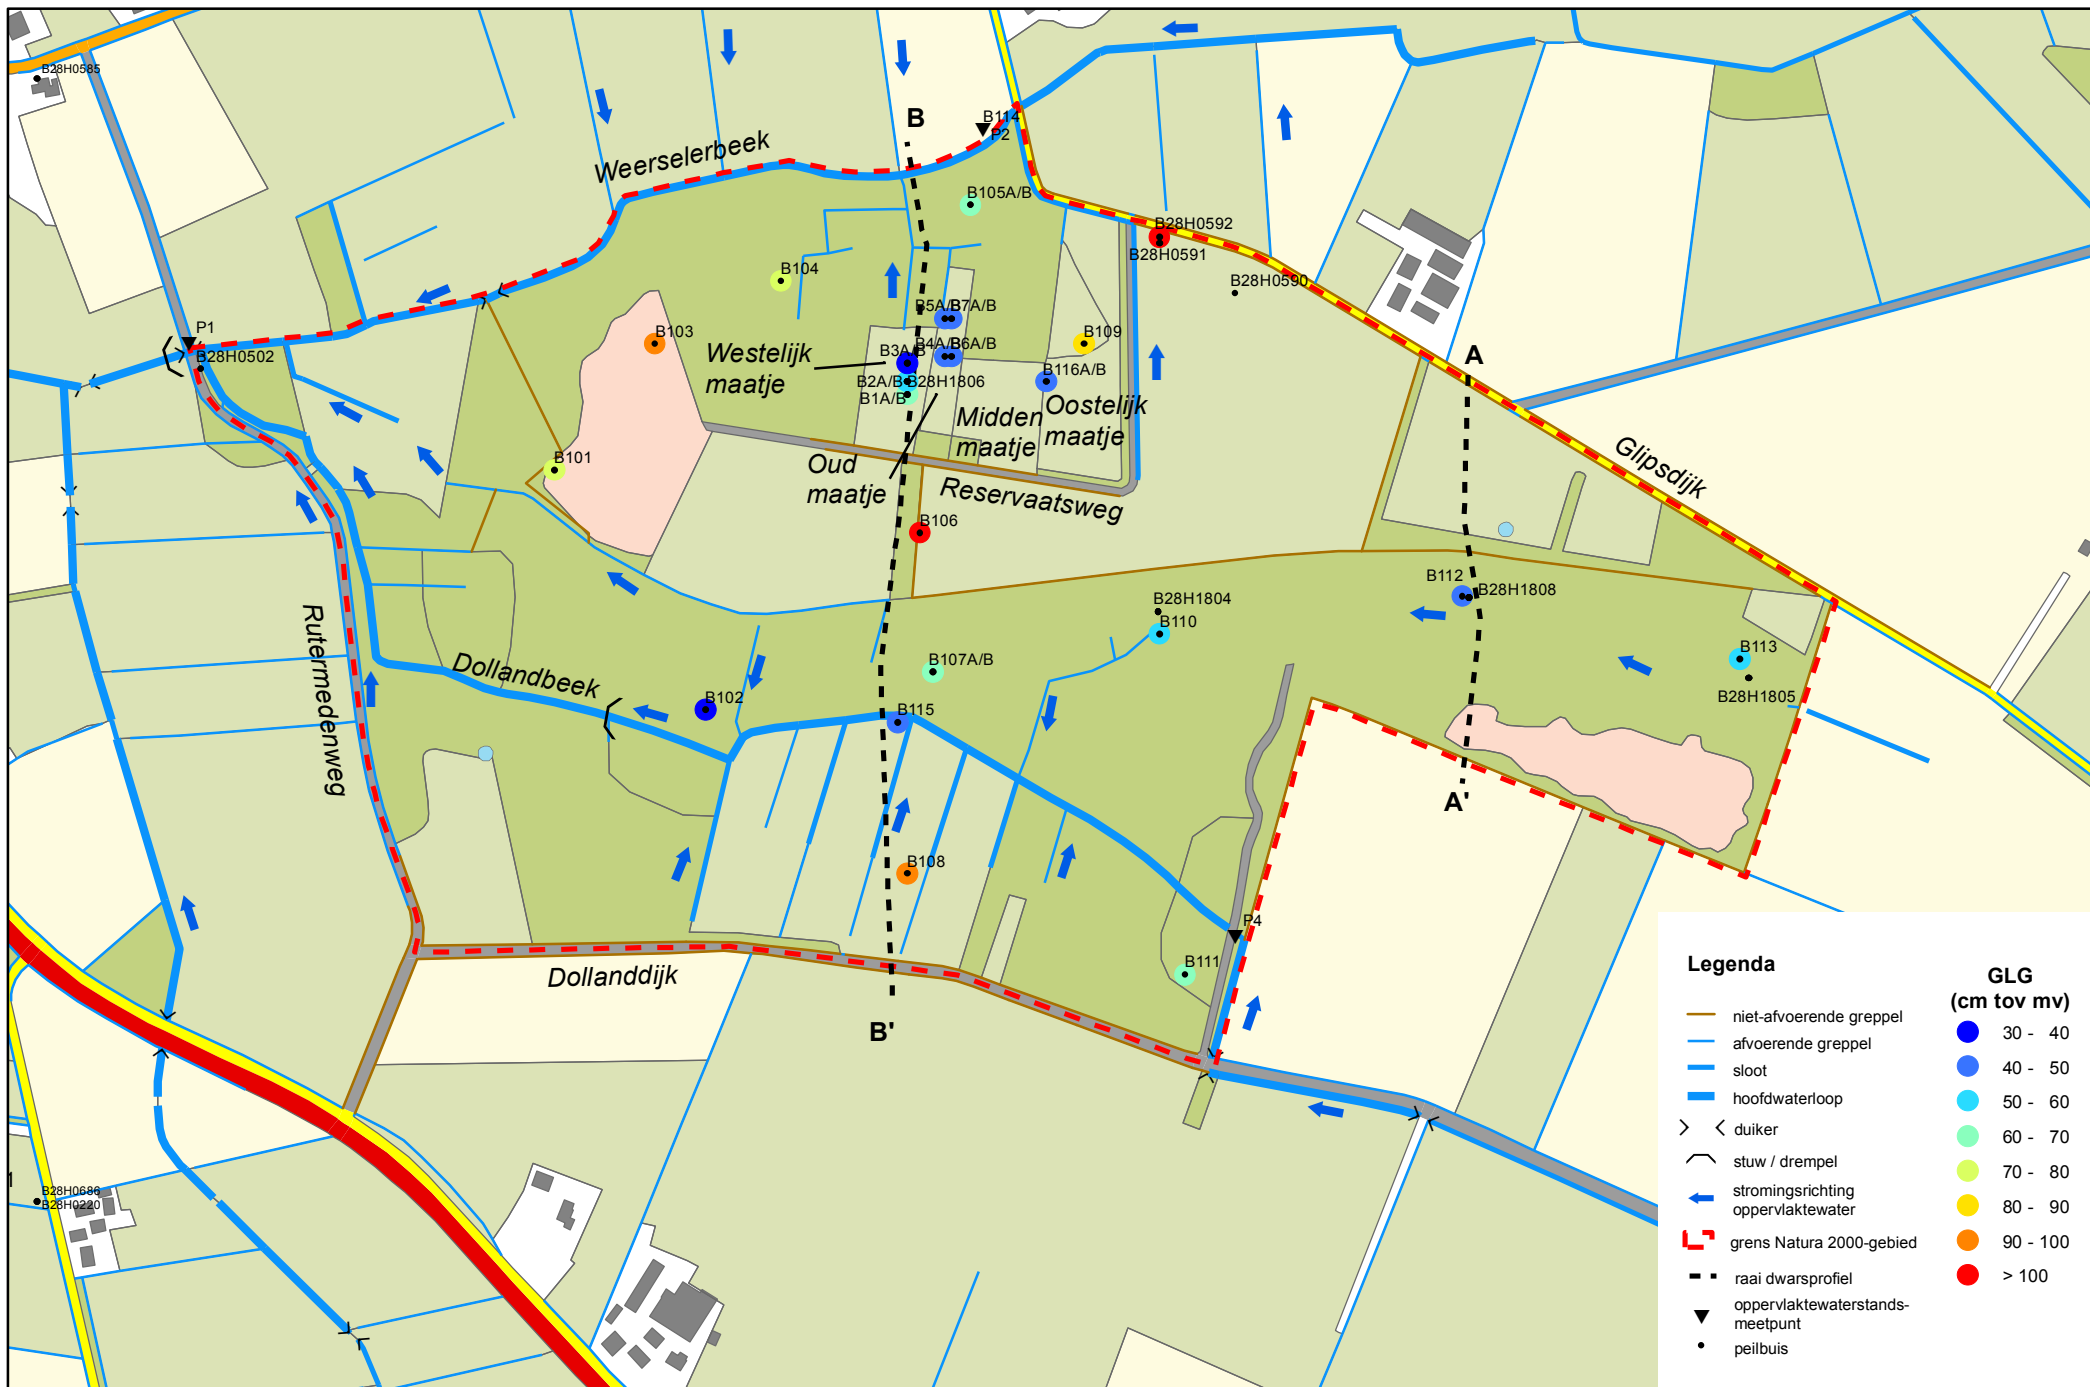 B28H0585
B
B114
P2
Weerselerbeek
B105A/B
B28H0592
B28H0591
B28H0590
B104
B5A/B
B7A/B
P1
B28H0502
B103
B109
Westelijk
maatje
B3A/B
B4A/B
B6A/B
A
B2A/B
B28H1806
B116A/B
B1A/B
Midden
maatje
Oostelijk
maatje
B101
Oud
maatje
Reservaatsweg
Glipsdijk
B106
B112
B28H1808
B28H1804
B110
Rutermedenweg
Dollandbeek
B107A/B
B113
B28H1805
B102
B115
A'
B108
P4
Dollanddijk
B111
B'
B28H0686
B28H0220
Legenda
niet-afvoerende greppel
afvoerende greppel
sloot
hoofdwaterloop
duiker
stuw / drempel
stromingsrichting
oppervlaktewater
grens Natura 2000-gebied
raai dwarsprofiel
oppervlaktewaterstands-
meetpunt
peilbuis
GLG
(cm tov mv)
30 - 40
40 - 50
50 - 60
60 - 70
70 - 80
80 - 90
90 - 100
> 100